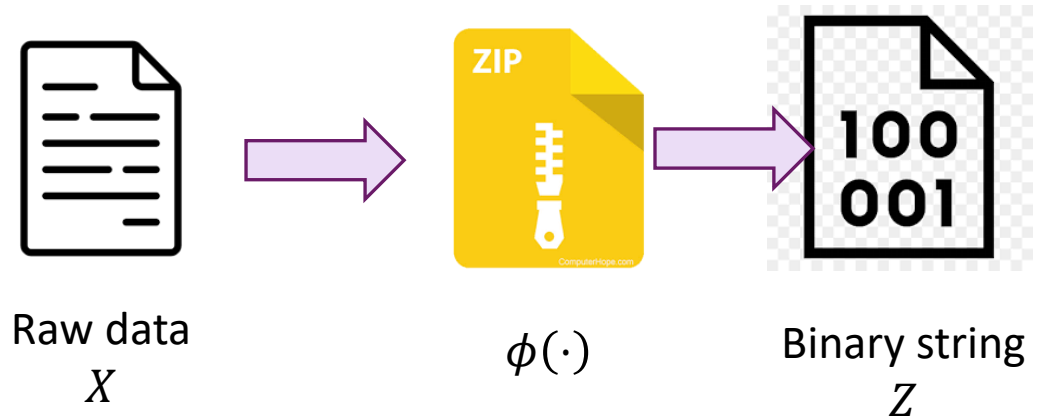 ZIP
ComputerHope.com
100
001
Raw data
X
ϕ(·)
Binary string
Z